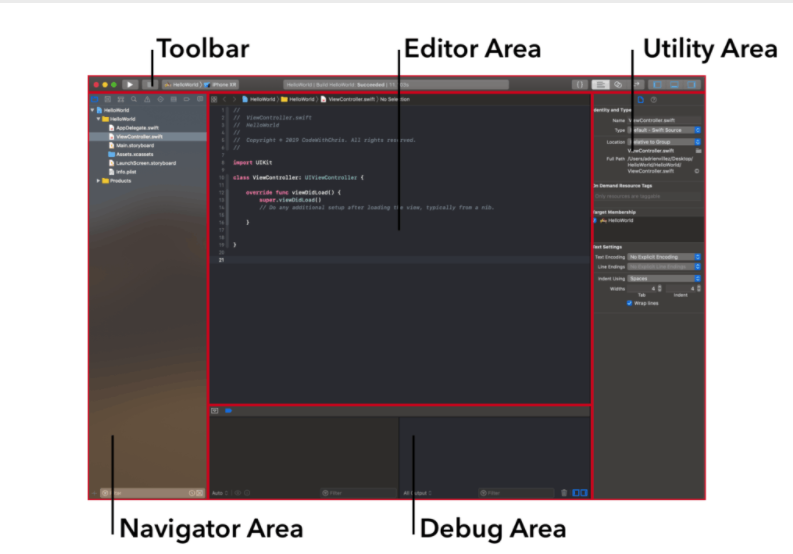 Toolbar
Editor Area
Utility Area
HelloWorld iPhone XR
HelloWorld | Build HelloWorld: Succeeded | 11
HelloWorld HelloWorld ViewController.swift No Selection
HelloWorld
HelloWorld
AppDelegate.swift
ViewController.swift
Main.storyboard
Assets.xcassets
LaunchScreen.storyboard
Info.plist
Products
1 //
2 // ViewController.swift
3 // HelloWorld
4 //
5 // Copyright © 2019 CodeWithChris. All rights reserved.
6 //
7
8 import UIKit
9
10 class ViewController: UIViewController {
11
12 override func viewDidLoad() {
13 super.viewDidLoad()
14 // Do any additional setup after loading the view, typically from a nib.
15
16 }
17
18
19 }
20
21
Identity and Type
Name ViewController.swift
Type Default - Swift Source
Location Relative to Group
ViewController.swift
Full Path /Users/adrienvillez/Desktop/
HelloWorld/HelloWorld/
ViewController.swift
On Demand Resource Tags
Only resources are taggable
Target Membership
HelloWorld
Text Settings
Text Encoding No Explicit Encoding
Line Endings No Explicit Line Endings
Indent Using Spaces
Widths 4 4
Tab Indent
Wrap lines
Filter
Auto
Filter
All Output
Filter
Navigator Area
Debug Area